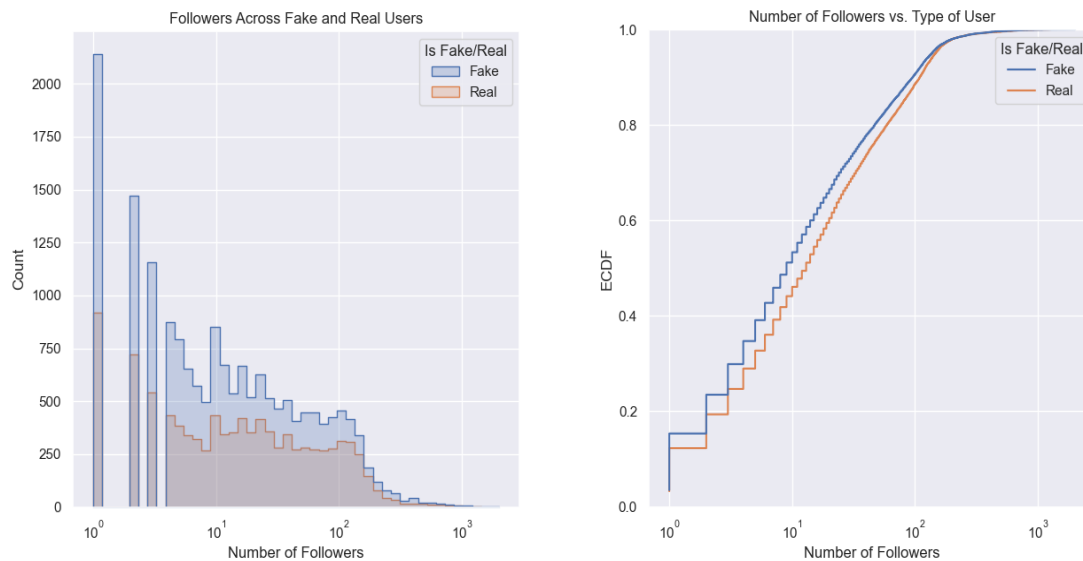 Followers Across Fake and Real Users
Is Fake/Real
Fake
Real
2000
1750
1500
1250
1000
750
500
250
0
Count
10^0
10^1
10^2
10^3
Number of Followers
Number of Followers vs. Type of User
Is Fake/Real
Fake
Real
1.0
0.8
0.6
0.4
0.2
0.0
ECDF
10^0
10^1
10^2
10^3
Number of Followers